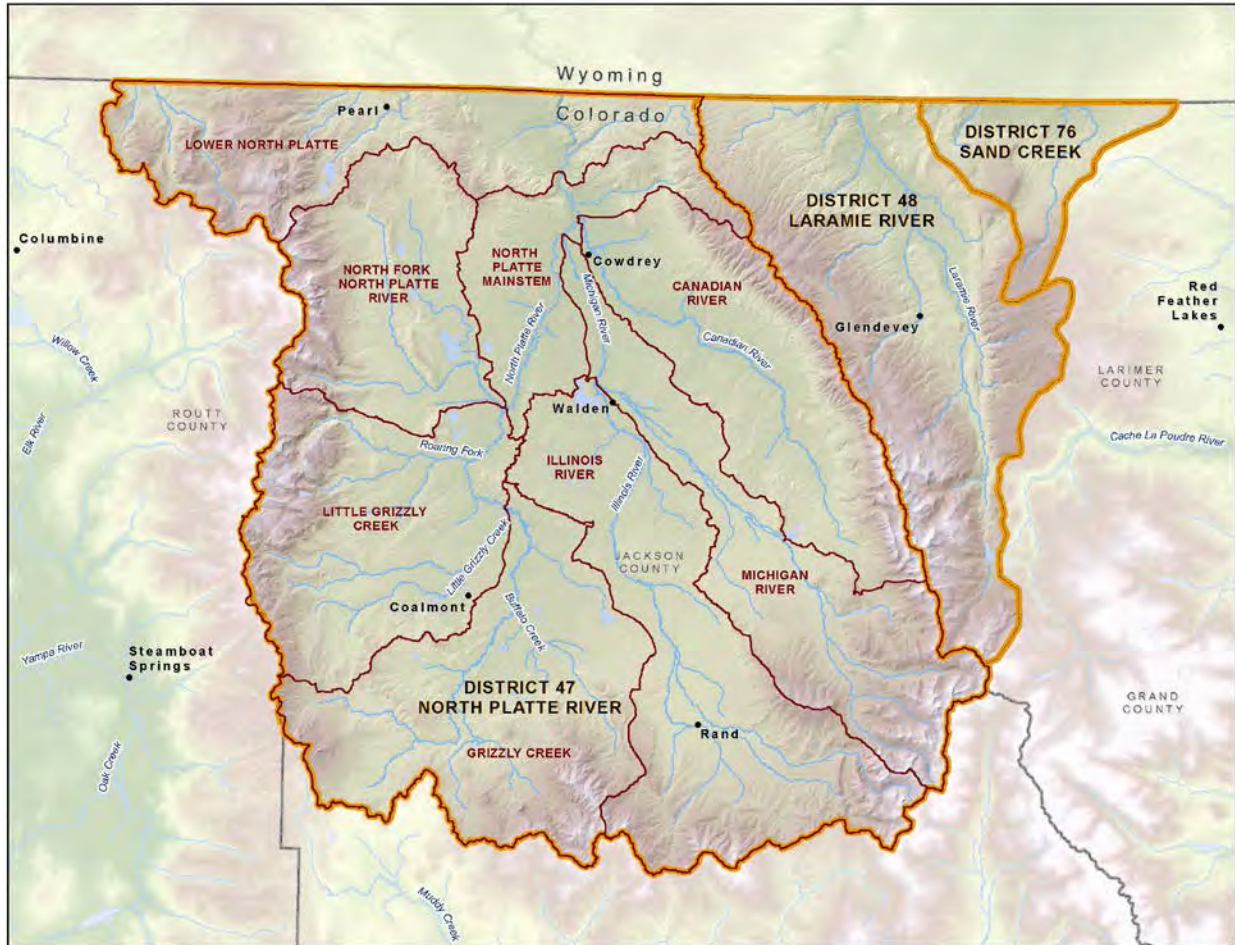 Wyoming
Colorado
Pearl
LOWER NORTH PLATTE
DISTRICT 76
SAND CREEK
DISTRICT 48
LARAMIE RIVER
Columbine
NORTH FORK
NORTH PLATTE
RIVER
NORTH
PLATTE
MAINSTEM
Cowdrey
CANADIAN
RIVER
Michigan River
North Platte River
Laramie River
Red
Feather
Lakes
Glendevey
Canadian River
Willow Creek
LARIMER
COUNTY
ROUTT
COUNTY
Walden
Elk River
Roaring Fork
Cache La Poudre River
ILLINOIS
RIVER
Illinois River
LITTLE GRIZZLY
CREEK
Little Grizzly Creek
JACKSON
COUNTY
MICHIGAN
RIVER
Coalmont
Buffalo Creek
Yampa River
Steamboat
Springs
DISTRICT 47
NORTH PLATTE RIVER
GRAND
COUNTY
Rand
GRIZZLY CREEK
Oak Creek
Muddy Creek